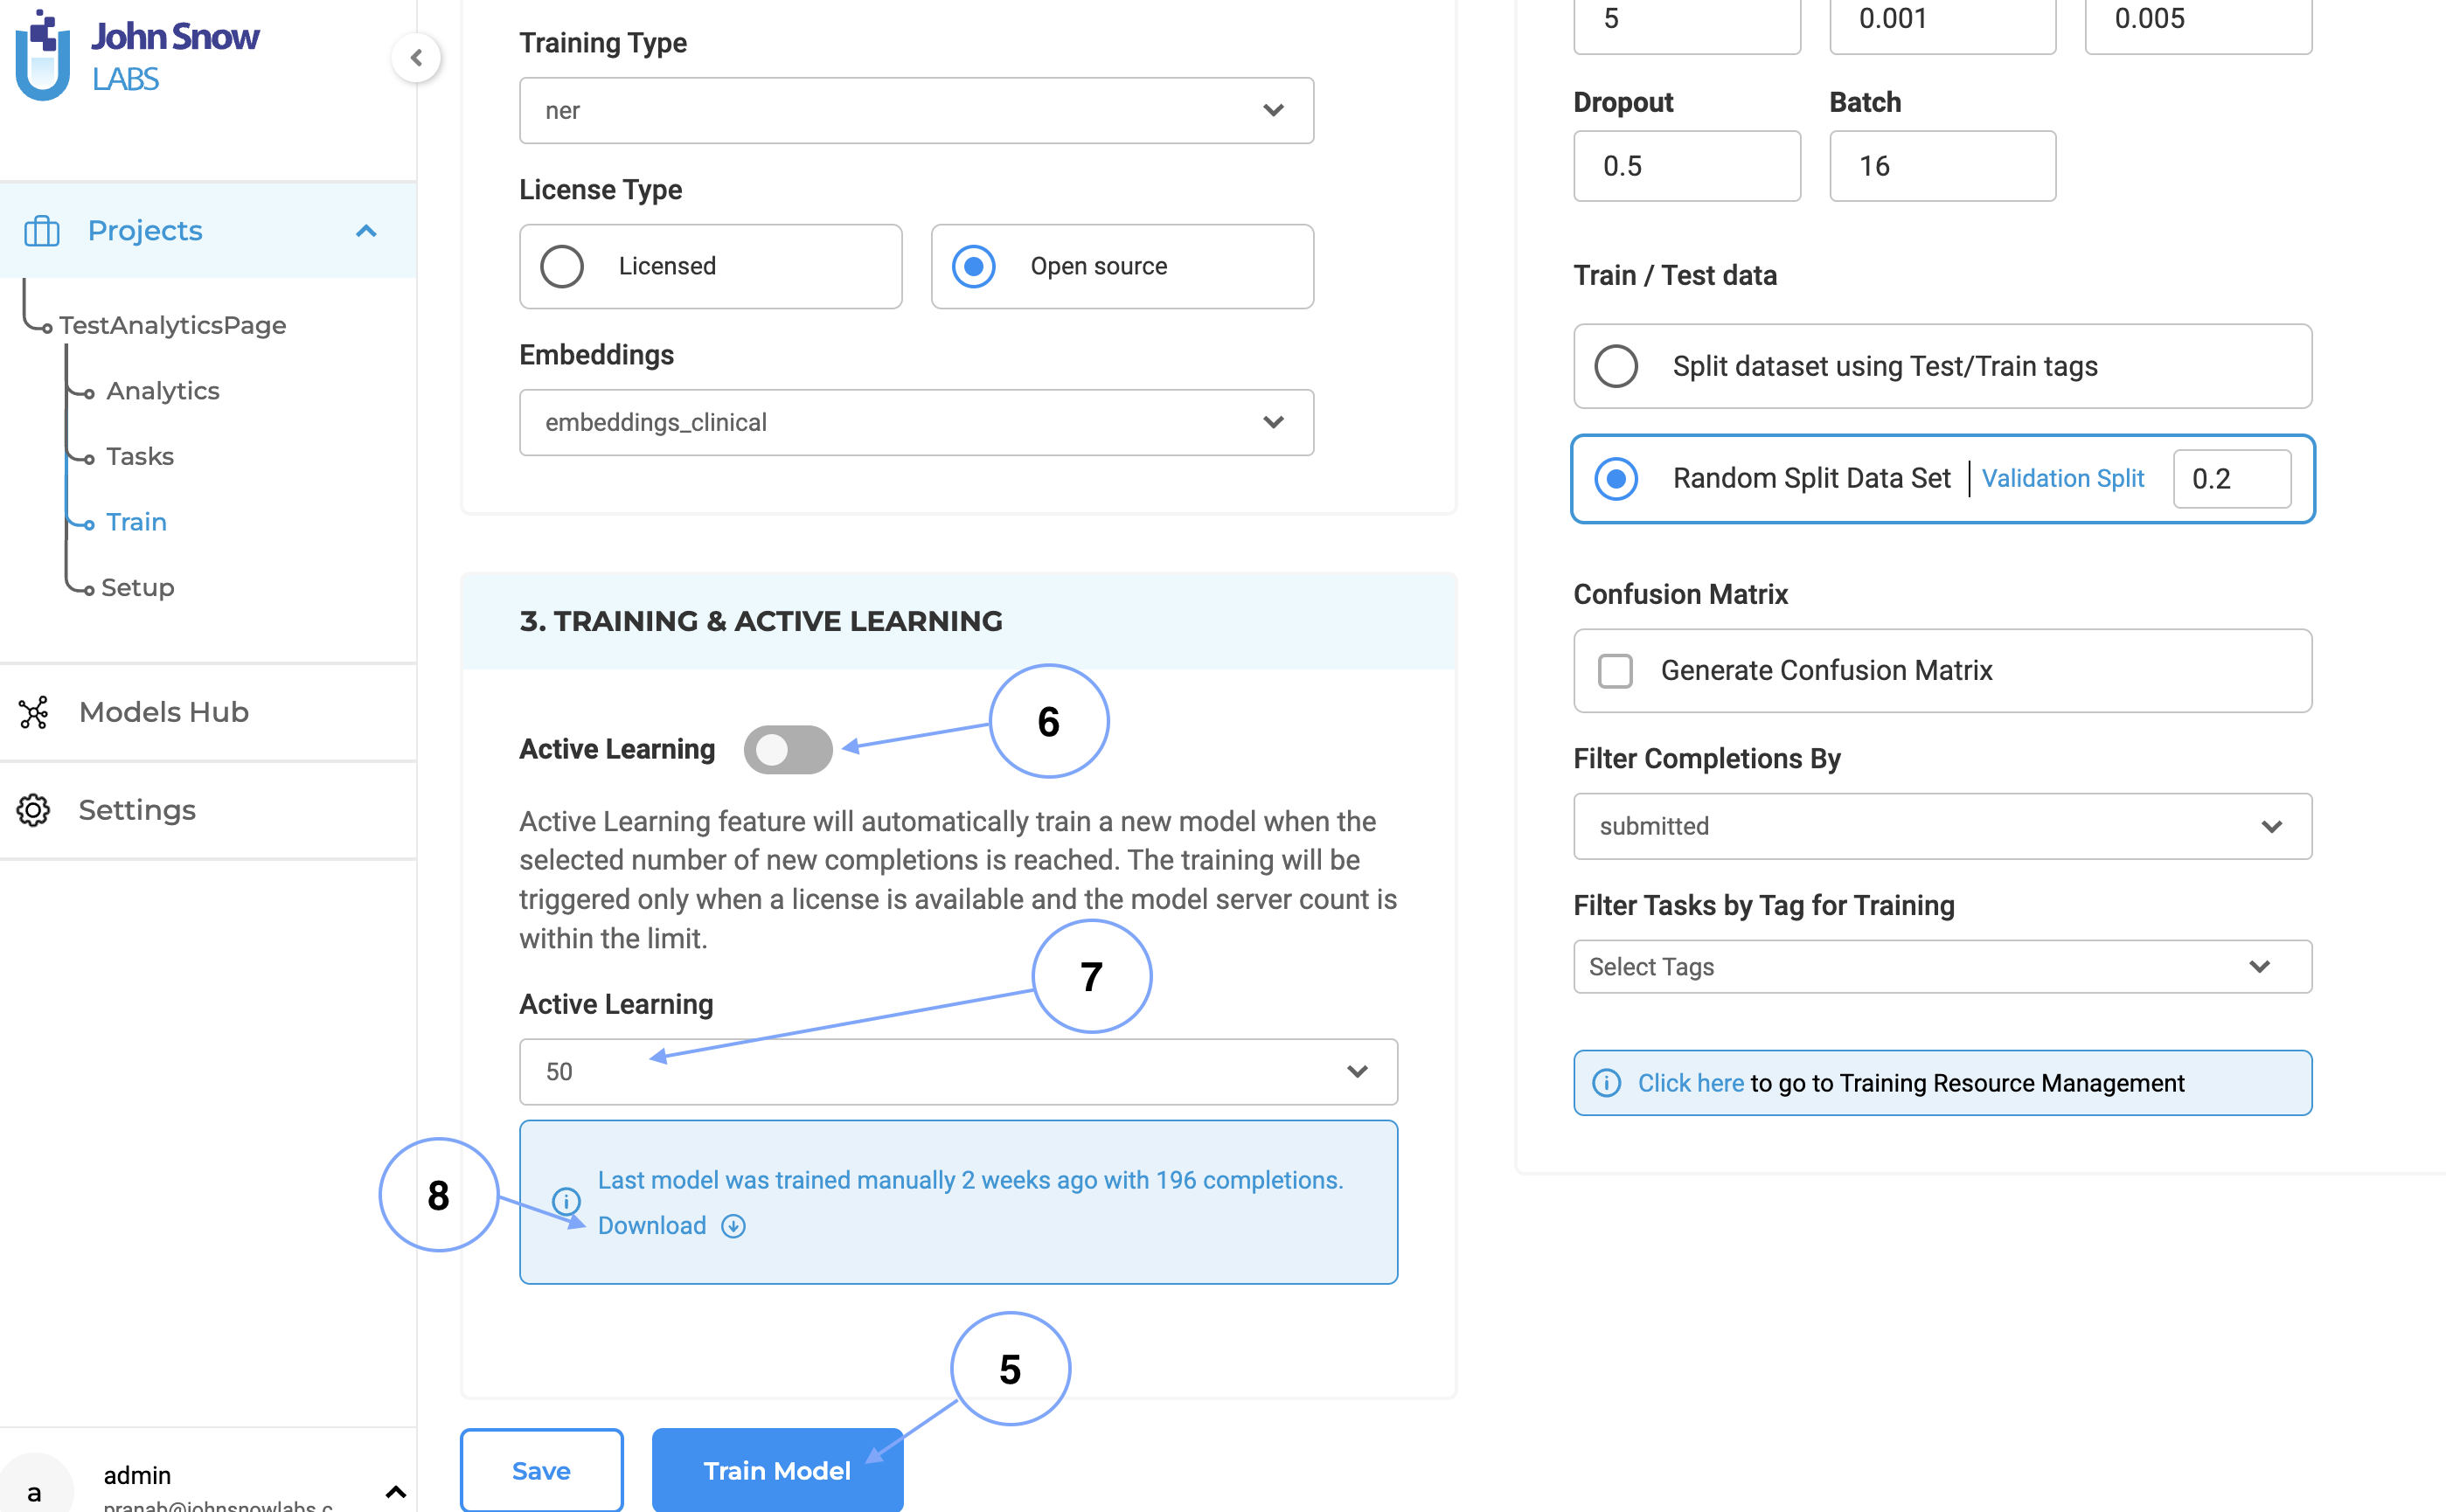 John Snow
LABS
Projects
TestAnalyticsPage
Analytics
Tasks
Train
Setup
Models Hub
Settings
a
admin
pranab@johnsnowlabs.c
Training Type
ner
License Type
Licensed
Open source
Embeddings
embeddings_clinical
3. TRAINING & ACTIVE LEARNING
Active Learning
6
Active Learning feature will automatically train a new model when the
selected number of new completions is reached. The training will be
triggered only when a license is available and the model server count is
within the limit.
7
Active Learning
50
8
Last model was trained manually 2 weeks ago with 196 completions.
Download
5
Save
Train Model
5
0.001
0.005
Dropout
Batch
0.5
16
Train / Test data
Split dataset using Test/Train tags
Random Split Data Set
Validation Split
0.2
Confusion Matrix
Generate Confusion Matrix
Filter Completions By
submitted
Filter Tasks by Tag for Training
Select Tags
Click here to go to Training Resource Management